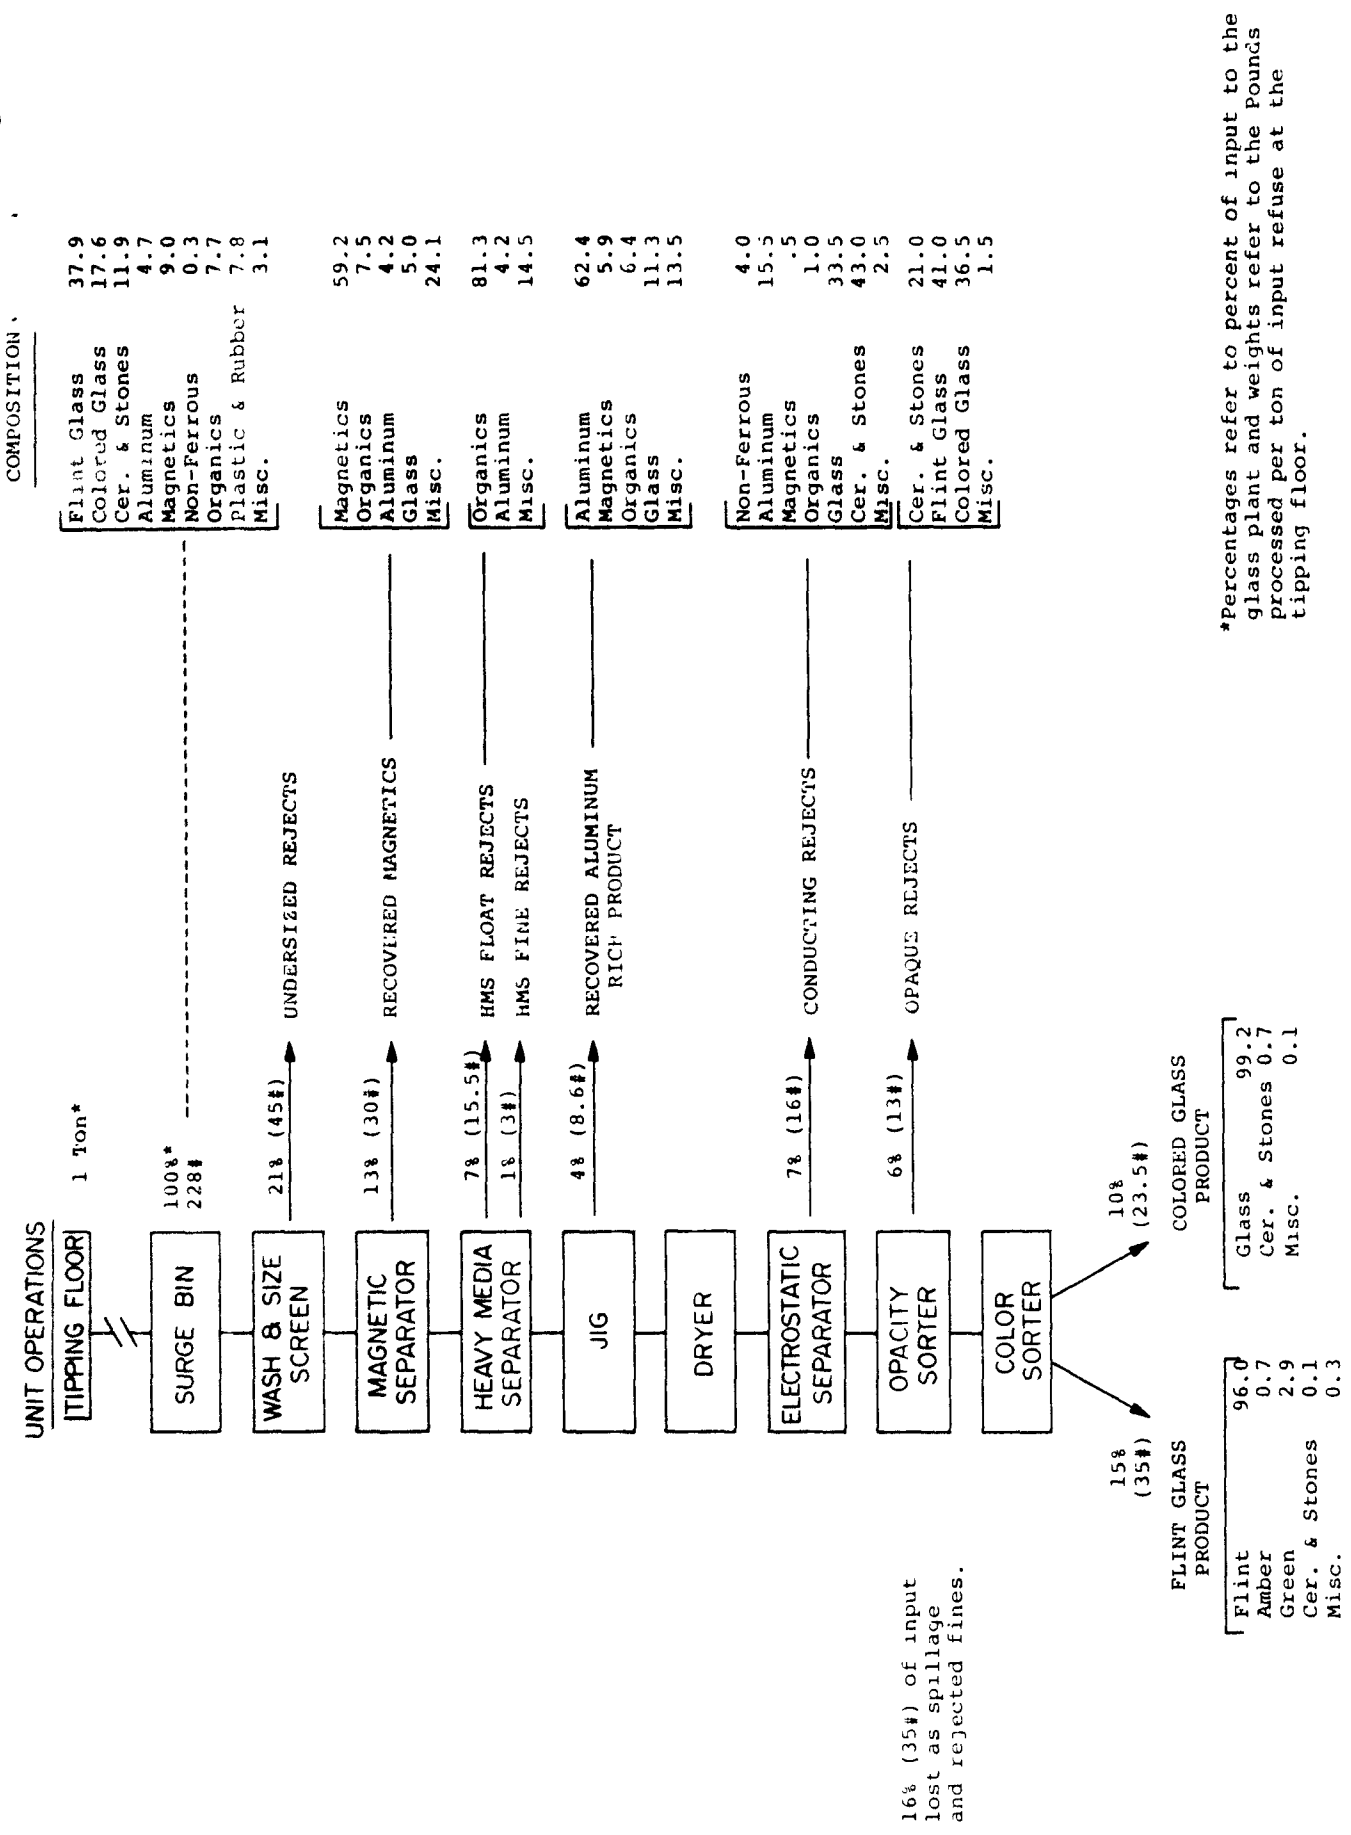 UNIT OPERATIONS
TIPPING FLOOR
1 Ton*
SURGE BIN
100%*
228#
WASH & SIZE
SCREEN
21% (45#)
UNDERSIZED REJECTS
MAGNETIC
SEPARATOR
13% (30#)
RECOVERED MAGNETICS
HEAVY MEDIA
SEPARATOR
7% (15.5#)
HMS FLOAT REJECTS
1% (3#)
HMS FINE REJECTS
JIG
4% (8.6#)
RECOVERED ALUMINUM
RICH PRODUCT
DRYER
ELECTROSTATIC
SEPARATOR
7% (16#)
CONDUCTING REJECTS
OPACITY
SORTER
6% (13#)
OPAQUE REJECTS
COLOR
SORTER
COMPOSITION
Flint Glass 37.9
Colored Glass 17.6
Cer. & Stones 11.9
Aluminum 4.7
Magnetics 9.0
Non-Ferrous 0.3
Organics 7.7
Plastic & Rubber 7.8
Misc. 3.1
Magnetics 59.2
Organics 7.5
Aluminum 4.2
Glass 5.0
Misc. 24.1
Organics 81.3
Aluminum 4.2
Misc. 14.5
Aluminum 62.4
Magnetics 5.9
Organics 6.4
Glass 11.3
Misc. 13.5
Non-Ferrous 4.0
Aluminum 15.5
Magnetics .5
Organics 1.0
Glass 33.5
Cer. & Stones 43.0
Misc. 2.5
Cer. & Stones 21.0
Flint Glass 41.0
Colored Glass 36.5
Misc. 1.5
16% (35#) of input
lost as spillage
and rejected fines.
15%
(35#)
FLINT GLASS
PRODUCT
Flint 96.0
Amber 0.7
Green 2.9
Cer. & Stones 0.1
Misc. 0.3
10%
(23.5#)
COLORED GLASS
PRODUCT
Glass 99.2
Cer. & Stones 0.7
Misc. 0.1
*Percentages refer to percent of input to the
glass plant and weights refer to the Pounds
processed per ton of input refuse at the
tipping floor.